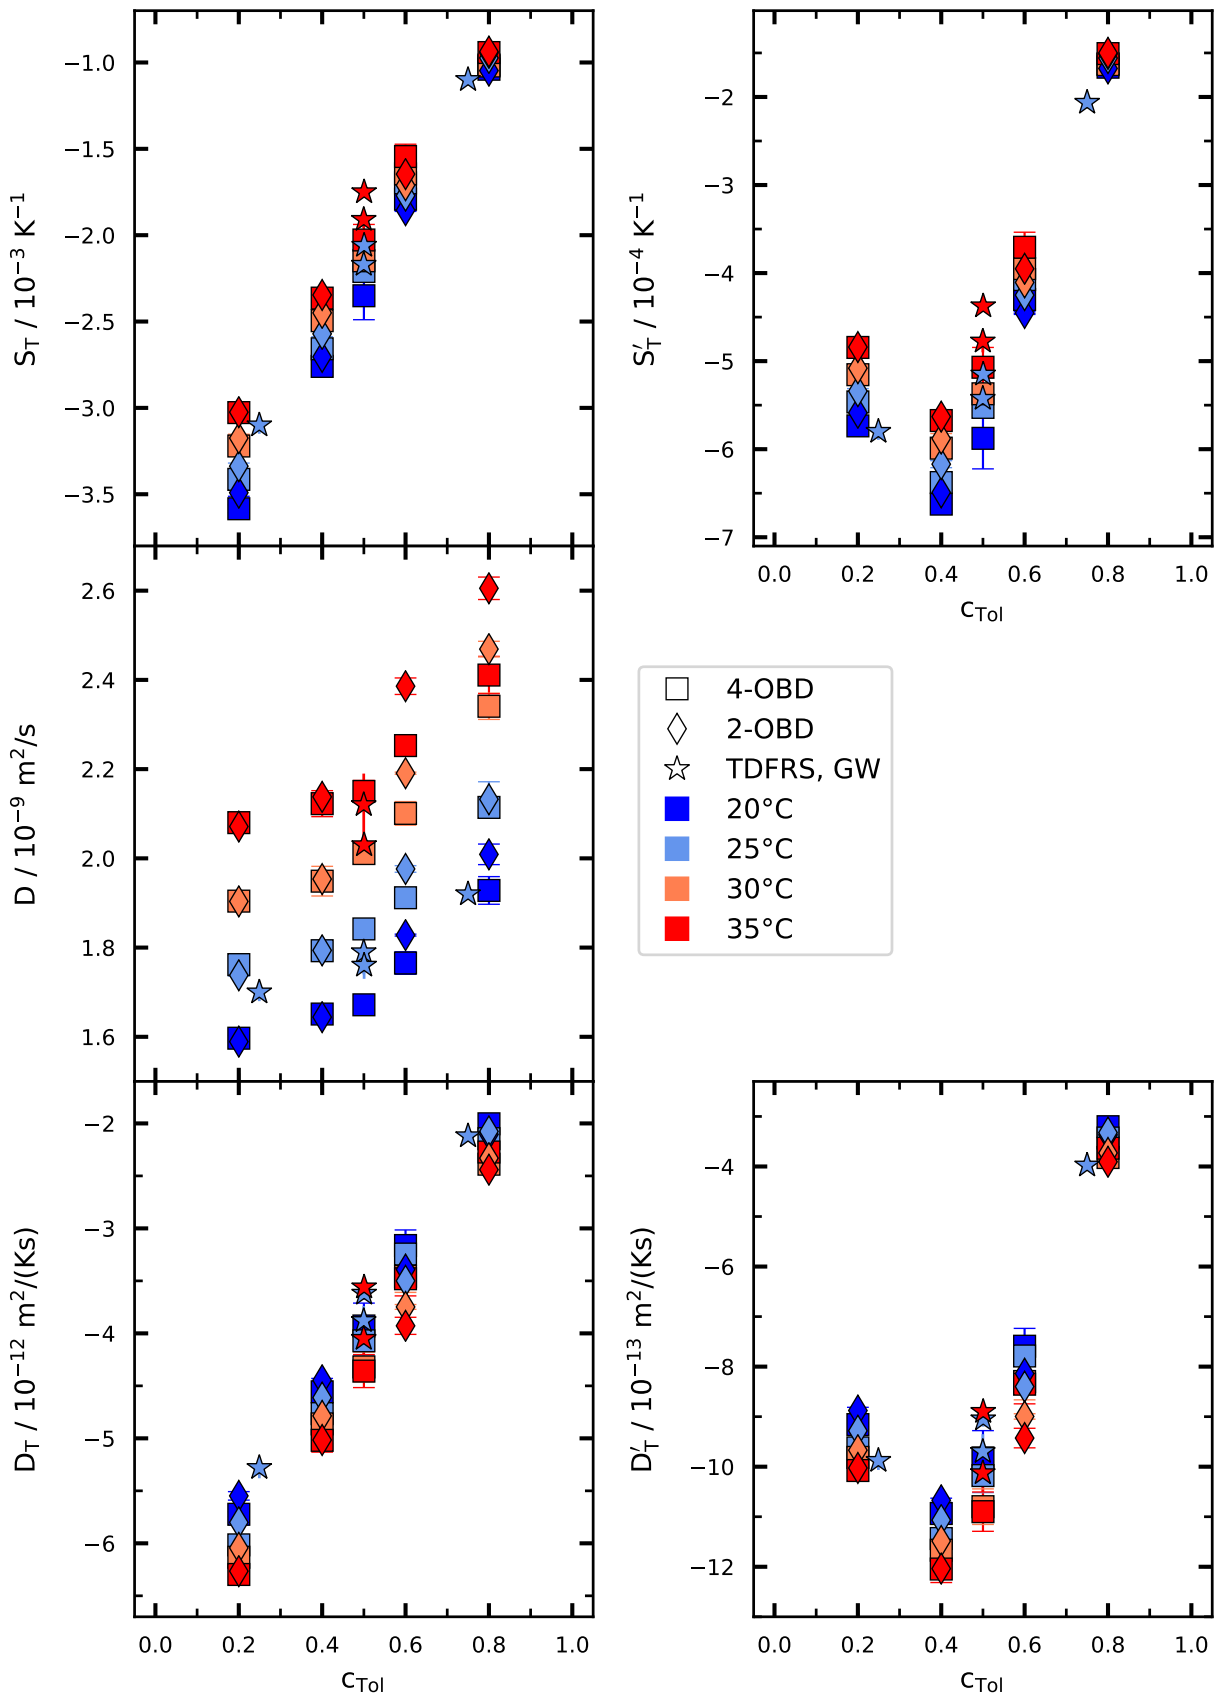 −1.0
−1.5
−2.0
−2.5
−3.0
−3.5
S_T / 10⁻³ K⁻¹
−2
−3
−4
−5
−6
−7
S′_T / 10⁻⁴ K⁻¹
0.0 0.2 0.4 0.6 0.8 1.0
c_Tol
2.6
2.4
2.2
2.0
1.8
1.6
D / 10⁻⁹ m²/s
4-OBD
2-OBD
TDFRS, GW
20°C
25°C
30°C
35°C
−2
−3
−4
−5
−6
D_T / 10⁻¹² m²/(Ks)
0.0 0.2 0.4 0.6 0.8 1.0
c_Tol
−4
−6
−8
−10
−12
D′_T / 10⁻¹³ m²/(Ks)
0.0 0.2 0.4 0.6 0.8 1.0
c_Tol